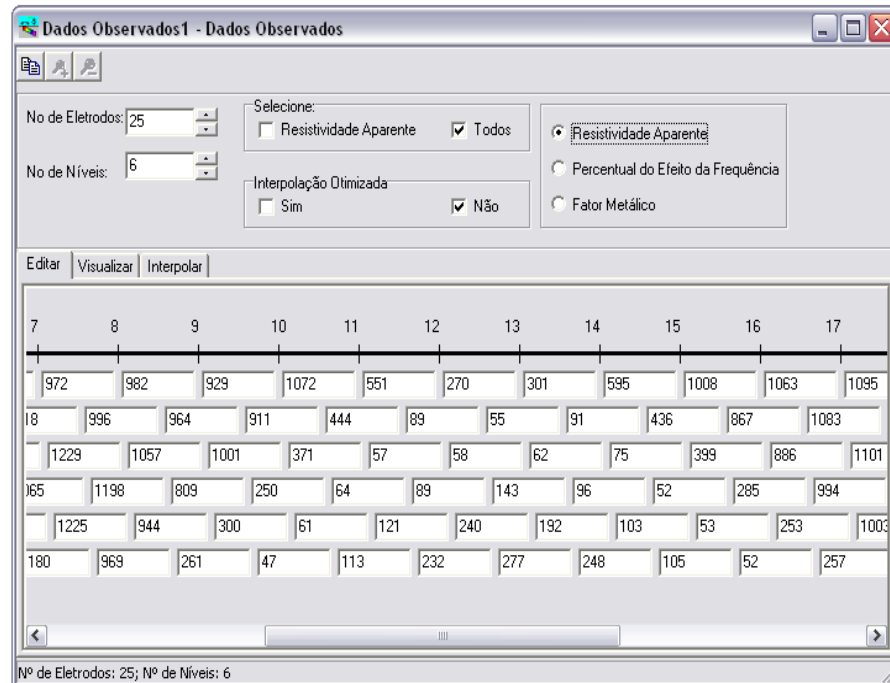 Dados Observados1 - Dados Observados
No de Eletrodos: 25
No de Níveis: 6
Selecione:
Resistividade Aparente Todos
Interpolação Otimizada
Sim Não
Resistividade Aparente
Percentual do Efeito da Frequência
Fator Metálico
Editar Visualizar Interpolar
7 8 9 10 11 12 13 14 15 16 17
972 982 929 1072 551 270 301 595 1008 1063 1095
18 996 964 911 444 89 55 91 436 867 1083
1229 1057 1001 371 57 58 62 75 399 886 1101
065 1198 809 250 64 89 143 96 52 285 994
1225 944 300 61 121 240 192 103 53 253 1003
180 969 261 47 113 232 277 248 105 52 257
Nº de Eletrodos: 25; Nº de Níveis: 6